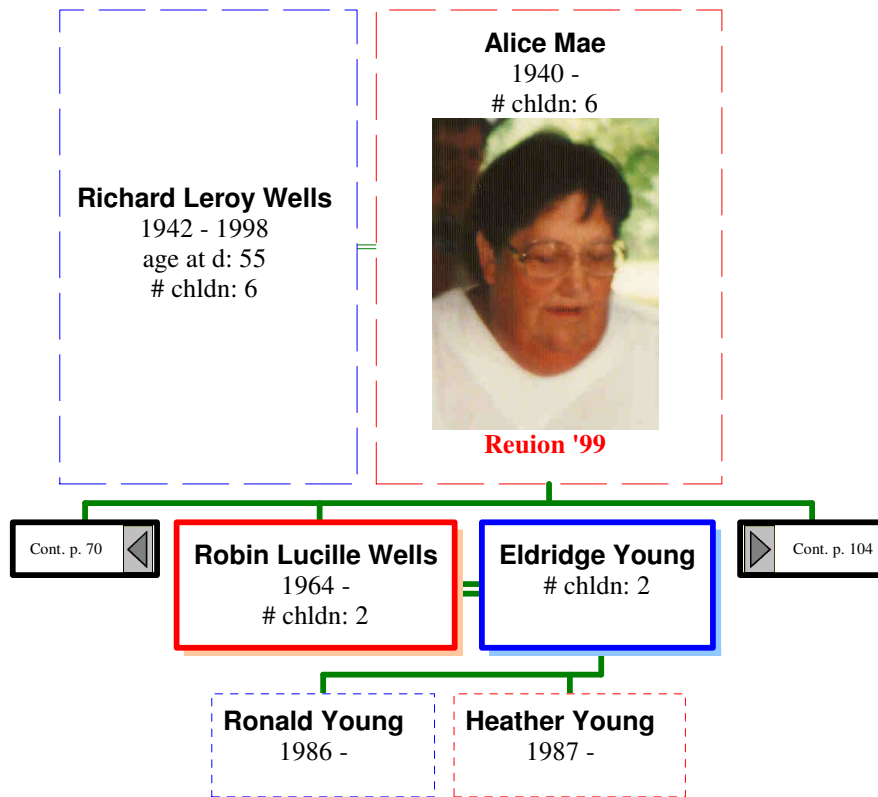 Alice Mae
1940 -
# chldn: 6
Richard Leroy Wells
1942 - 1998
age at d: 55
# chldn: 6
Reuion '99
Cont. p. 70
Robin Lucille Wells
1964 -
# chldn: 2
Eldridge Young
# chldn: 2
Cont. p. 104
Ronald Young
1986 -
Heather Young
1987 -